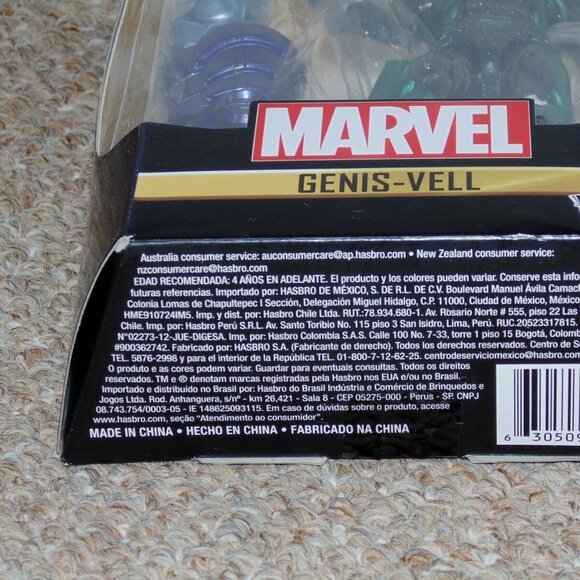 MARVEL
GENIS-VELL
Australia consumer service: auconsumercare@ap.hasbro.com • New Zealand consumer service:
nzconsumercare@hasbro.com
EDAD RECOMENDADA: 4 AÑOS EN ADELANTE. El producto y los colores pueden variar. Conserve esta
futuras referencias. Importado por: HASBRO DE MÉXICO, S. DE R.L. DE C.V. Boulevard Manuel Ávila
Colonia Lomas de Chapultepec I Sección, Delegación Miguel Hidalgo, C.P. 11000, Ciudad de México,
HME910724IM5. Imp. y dist. por: Hasbro Chile Ltd. RUT.:78.934.680-1. Av. Rosario Norte # 555, piso 22 Las
Chile. Imp. por: Hasbro Perú S.R.L. Av. Santo Toribio No. 115 piso 3 San Isidro, Lima, Perú. RUC.20523317815.
N°02273-12-JUE-DIGESA. Imp. por: Hasbro Colombia S.A.S. Calle 100 No. 7-33, torre 1 piso 15 Bogotá,
#900362742. Fabricado por: HASBRO SA. (Fabricante de derecho). Todos los derechos reservados. Centro de
TEL. 5876-2998 y para el interior de la República TEL. 01-800-7-12-62-25. centrodeserviciomexico@hasbro.
O produto e as cores podem variar. Guardar para eventuais consultas. Todos os direitos
reservados. TM e ® denotam marcas registradas pela Hasbro nos EUA e/ou no Brasil.
Importado e distribuído no Brasil por: Hasbro do Brasil Indústria e Comércio de Brinquedos e
Jogos Ltda. Rod. Anhanguera, s/nº - km 26,421 - Sala 8 - CEP 05275-000 - Perus - SP. CNPJ
08.743.754/0003-05 - IE 148625093115. Em caso de dúvidas sobre o produto, acesse
www.hasbro.com, seção "Atendimento ao consumidor".
MADE IN CHINA • HECHO EN CHINA • FABRICADO NA CHINA
6 30509